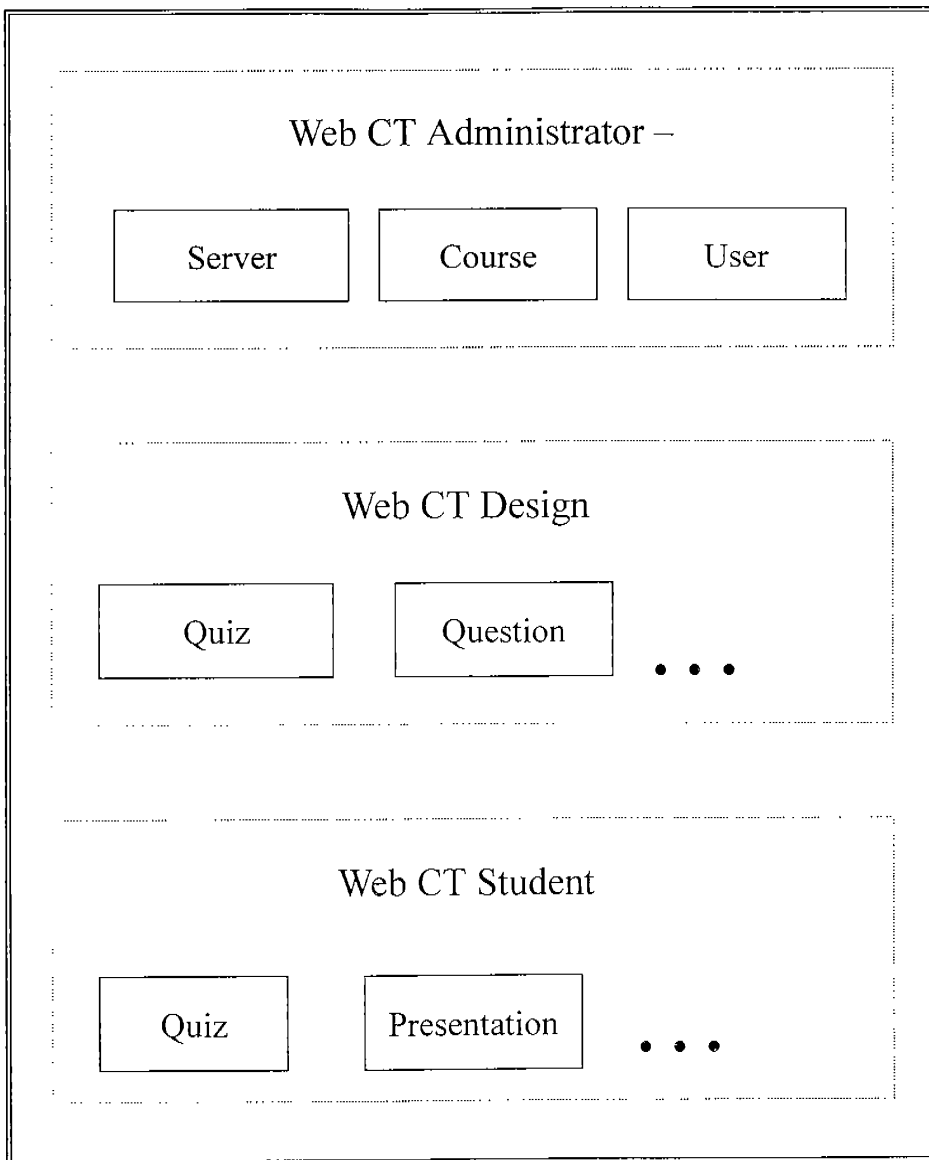 Web CT Administrator –
Server
Course
User
Web CT Design
Quiz
Question
Web CT Student
Quiz
Presentation